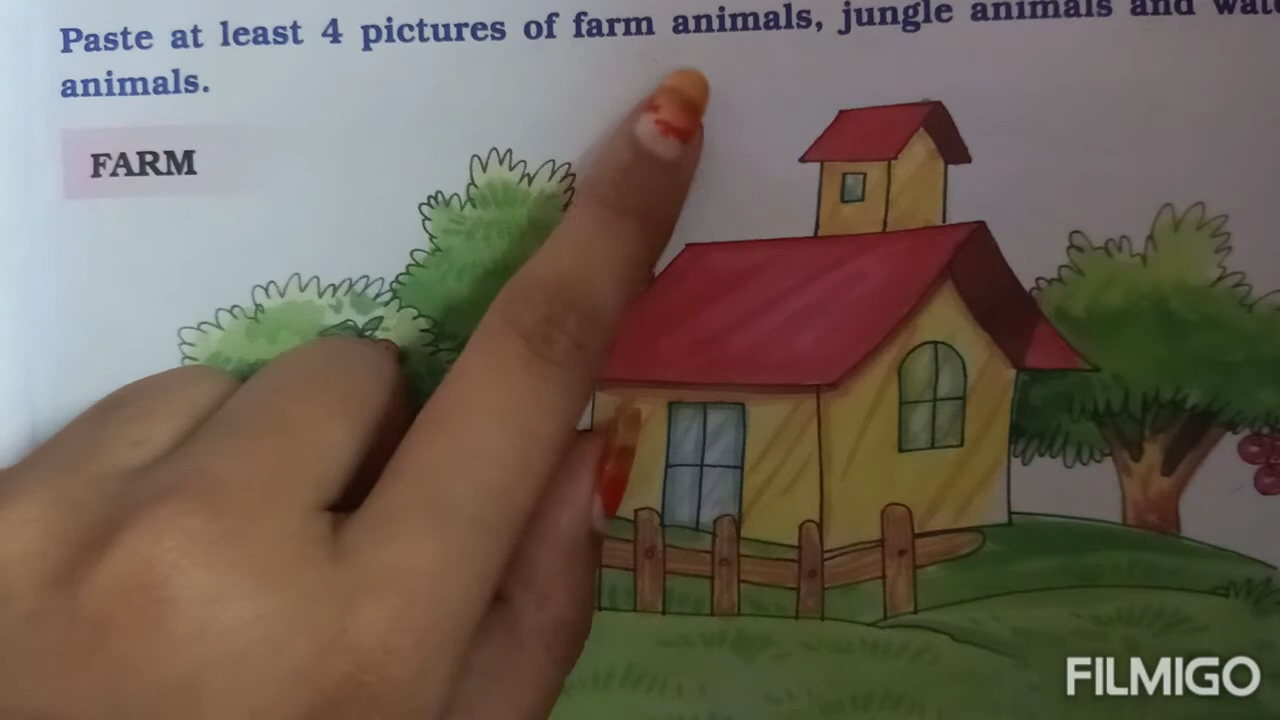 Paste at least 4 pictures of farm animals, jungle animals and
animals.
FARM
FILMIGO